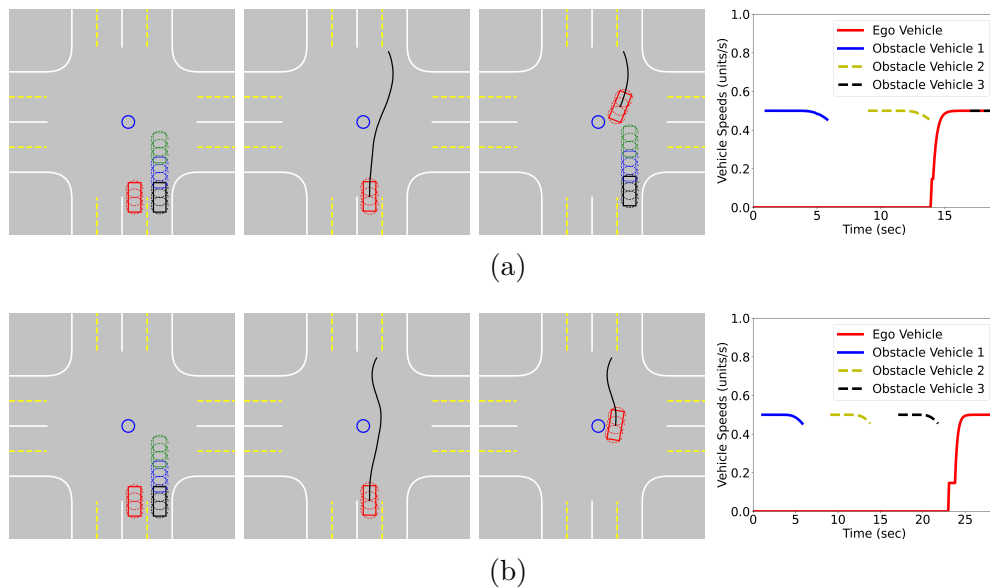 1.0
0.8
0.6
0.4
0.2
0.0
Vehicle Speeds (units/s)
Ego Vehicle
Obstacle Vehicle 1
Obstacle Vehicle 2
Obstacle Vehicle 3
0 5 10 15
Time (sec)
(a)
1.0
0.8
0.6
0.4
0.2
0.0
Vehicle Speeds (units/s)
Ego Vehicle
Obstacle Vehicle 1
Obstacle Vehicle 2
Obstacle Vehicle 3
0 5 10 15 20 25
Time (sec)
(b)